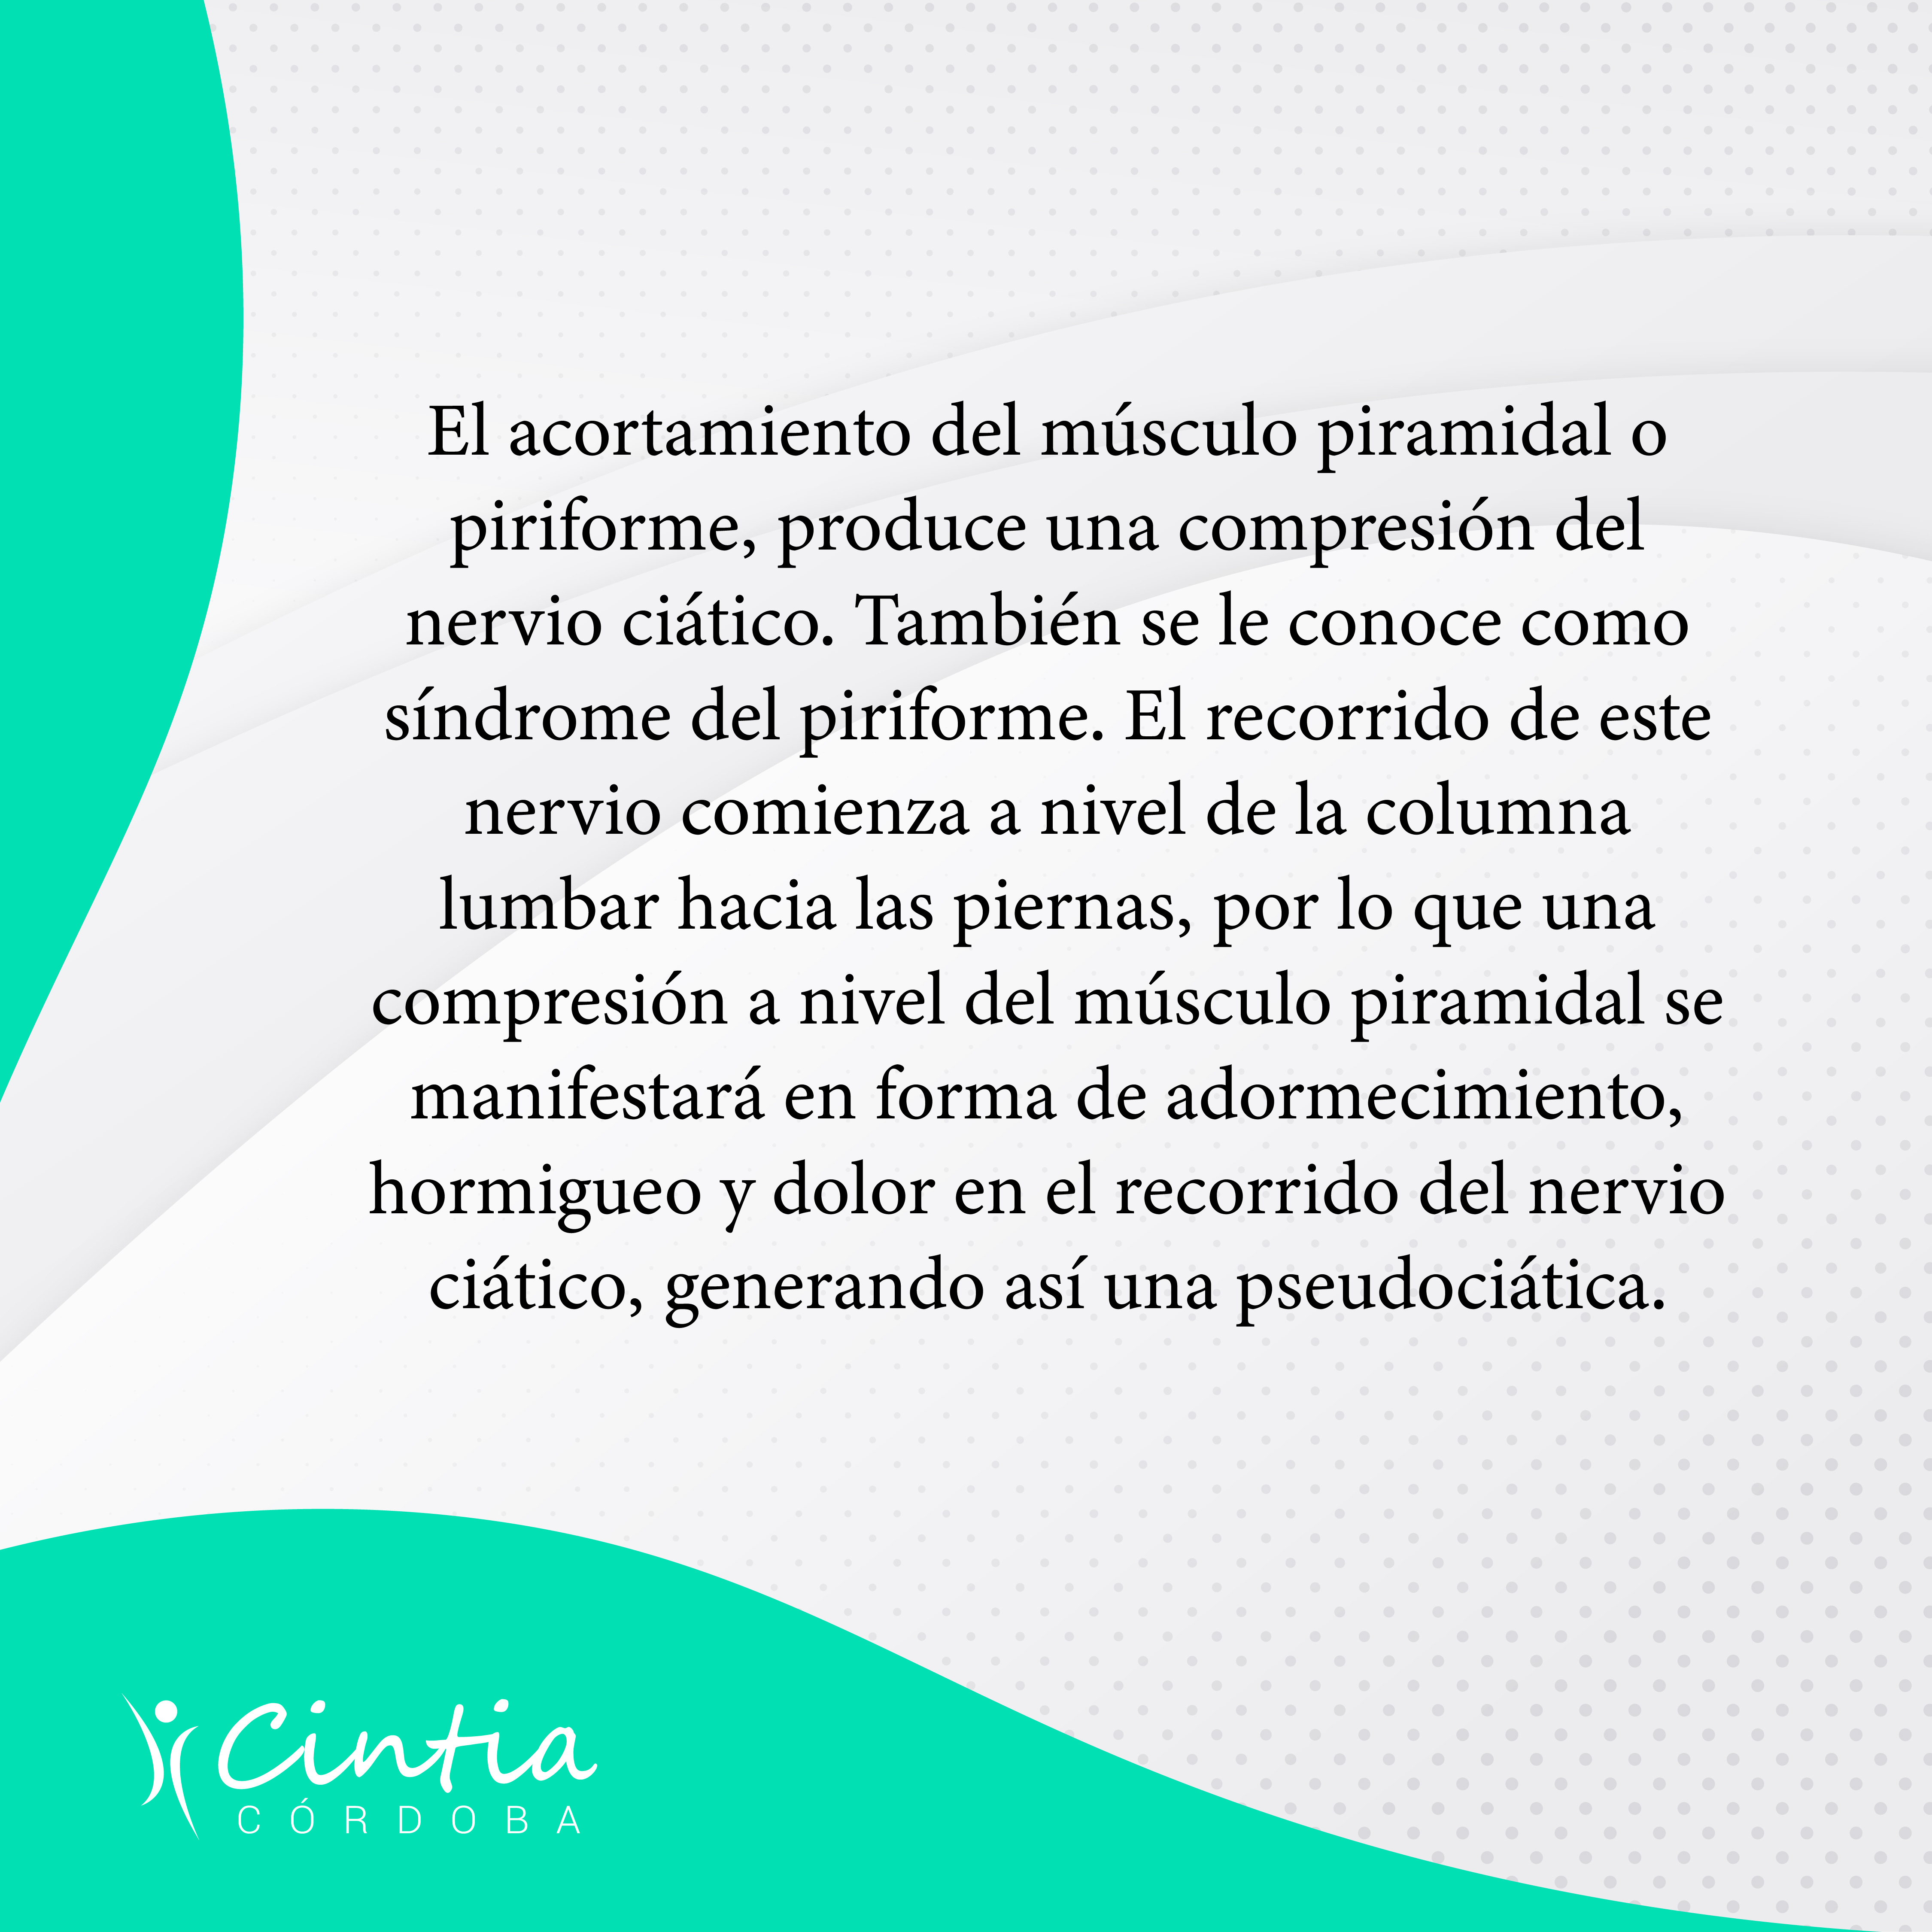 El acortamiento del músculo piramidal o
piriforme, produce una compresión del
nervio ciático. También se le conoce como
síndrome del piriforme. El recorrido de este
nervio comienza a nivel de la columna
lumbar hacia las piernas, por lo que una
compresión a nivel del músculo piramidal se
manifestará en forma de adormecimiento,
hormigueo y dolor en el recorrido del nervio
ciático, generando así una pseudociática.
Cintia
CÓRDOBA